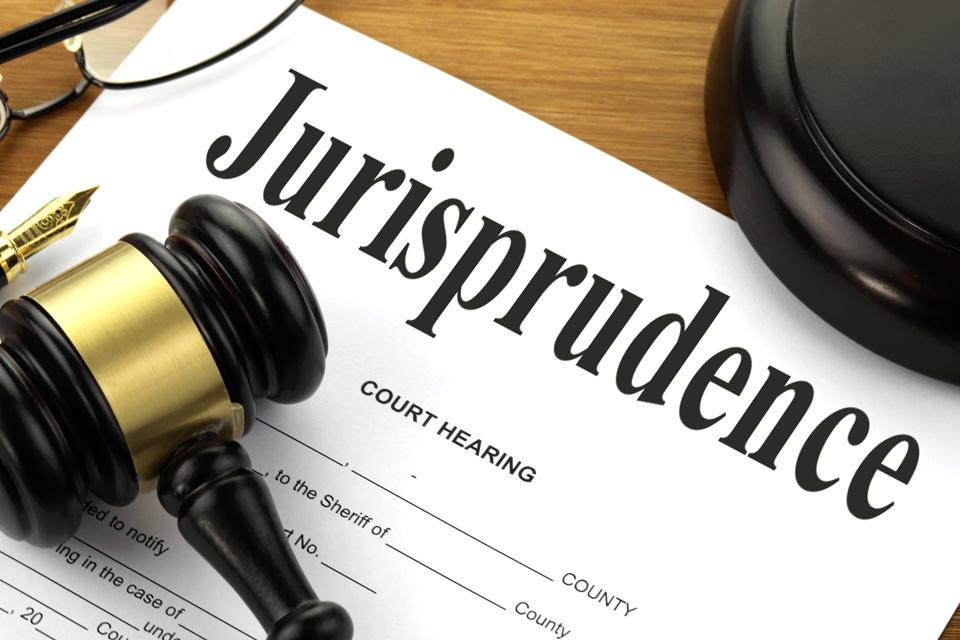 Jurisprudence
COURT HEARING
, COUNTY
, to the Sheriff of County
No.
to notify
in the case of
, 20